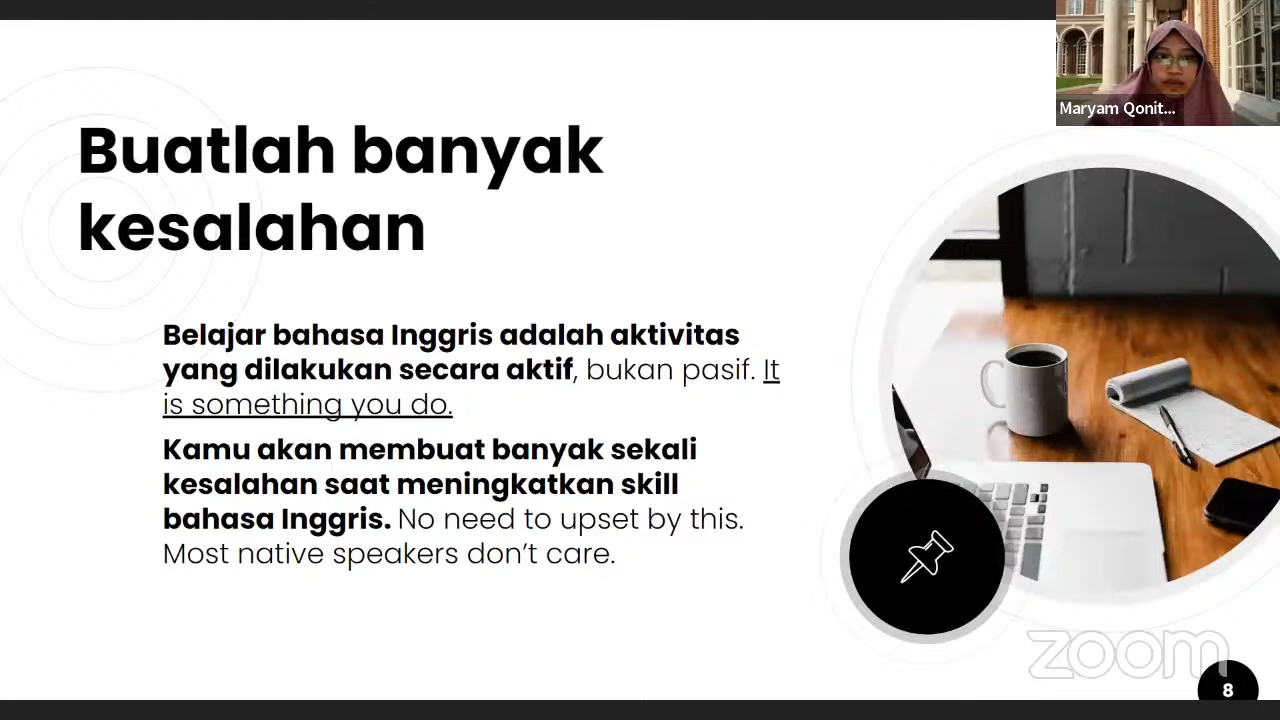 Maryam Qonit...
Buatlah banyak
kesalahan
Belajar bahasa Inggris adalah aktivitas
yang dilakukan secara aktif, bukan pasif. It
is something you do.
Kamu akan membuat banyak sekali
kesalahan saat meningkatkan skill
bahasa Inggris. No need to upset by this.
Most native speakers don’t care.
zoom
8